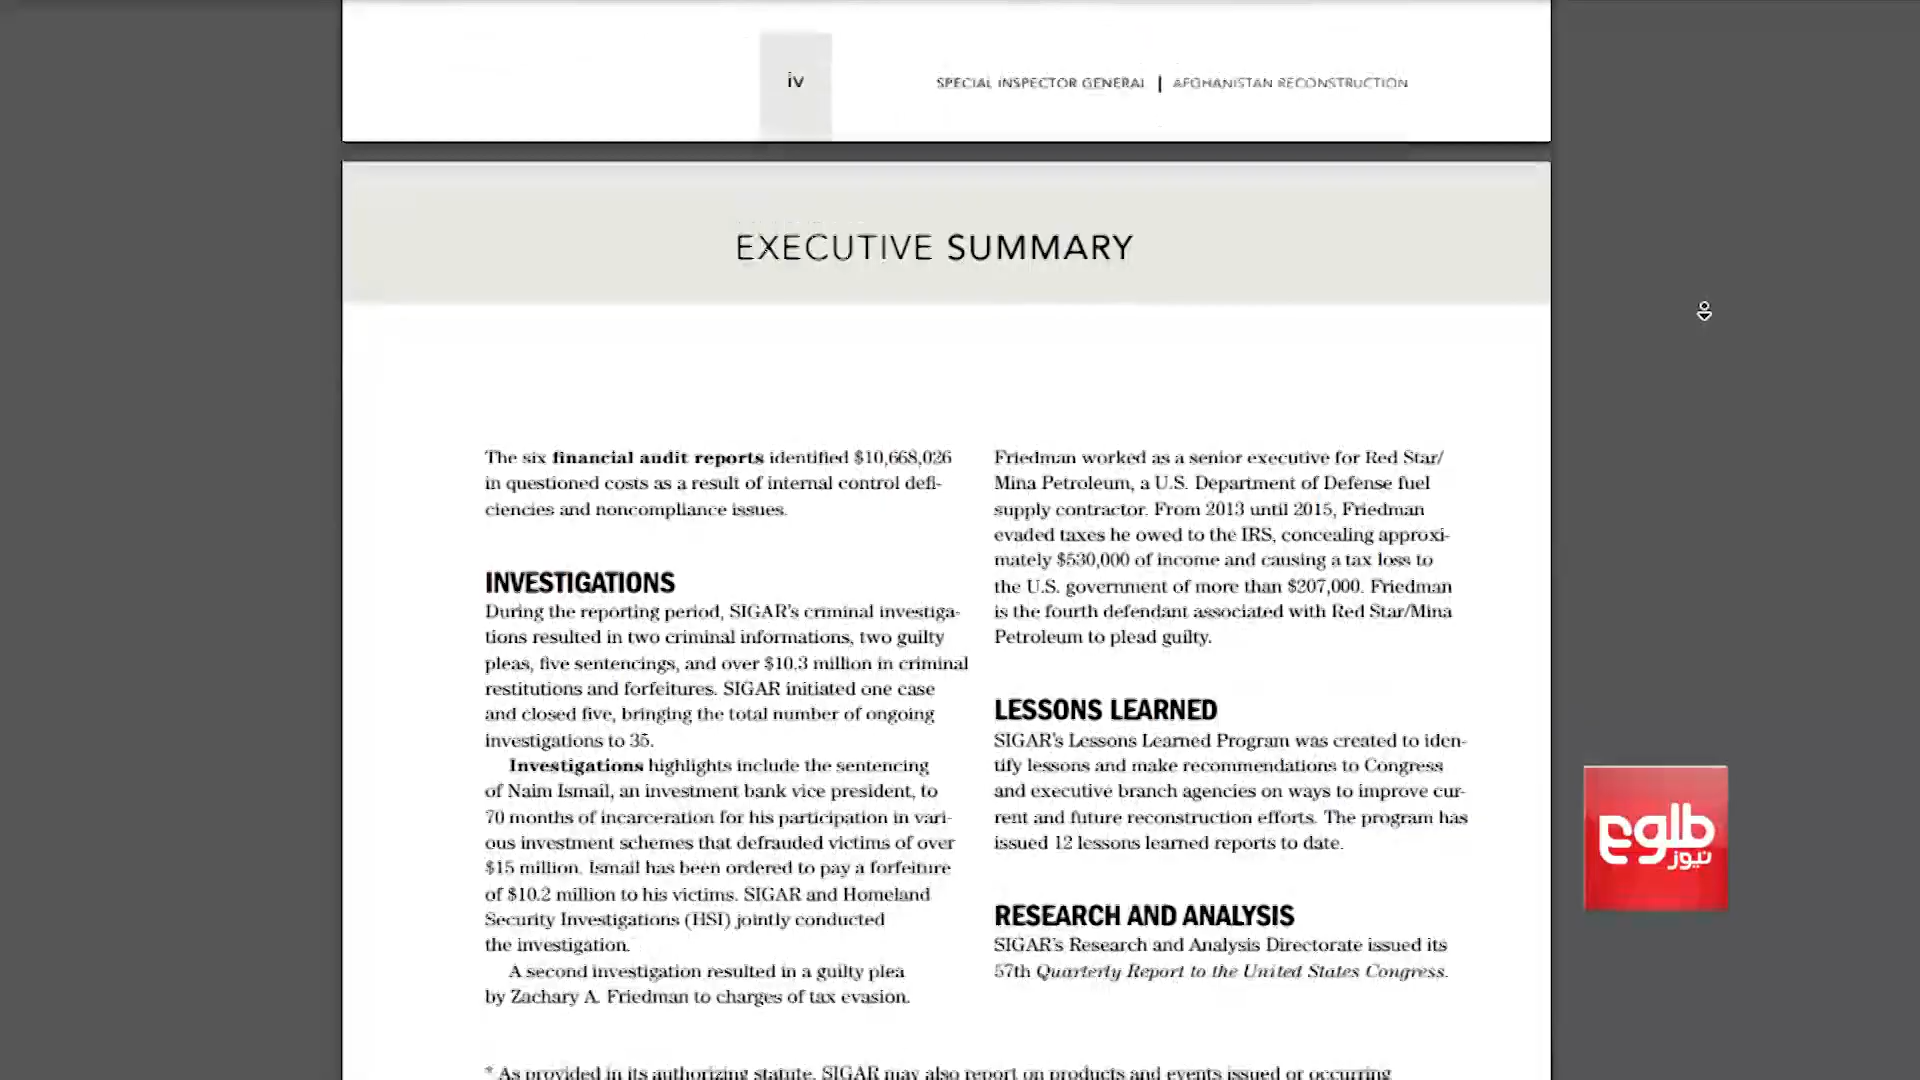 iv
SPECIAL INSPECTOR GENERAL | AFGHANISTAN RECONSTRUCTION
EXECUTIVE SUMMARY
The six financial audit reports identified $10,668,026
in questioned costs as a result of internal control defi-
ciencies and noncompliance issues.
INVESTIGATIONS
During the reporting period, SIGAR's criminal investiga-
tions resulted in two criminal informations, two guilty
pleas, five sentencings, and over $10.3 million in criminal
restitutions and forfeitures. SIGAR initiated one case
and closed five, bringing the total number of ongoing
investigations to 35.
Investigations highlights include the sentencing
of Naim Ismail, an investment bank vice president, to
70 months of incarceration for his participation in vari-
ous investment schemes that defrauded victims of over
$15 million. Ismail has been ordered to pay a forfeiture
of $10.2 million to his victims. SIGAR and Homeland
Security Investigations (HSI) jointly conducted
the investigation.
A second investigation resulted in a guilty plea
by Zachary A. Friedman to charges of tax evasion.
Friedman worked as a senior executive for Red Star/
Mina Petroleum, a U.S. Department of Defense fuel
supply contractor. From 2013 until 2015, Friedman
evaded taxes he owed to the IRS, concealing approxi-
mately $530,000 of income and causing a tax loss to
the U.S. government of more than $207,000. Friedman
is the fourth defendant associated with Red Star/Mina
Petroleum to plead guilty.
LESSONS LEARNED
SIGAR's Lessons Learned Program was created to iden-
tify lessons and make recommendations to Congress
and executive branch agencies on ways to improve cur-
rent and future reconstruction efforts. The program has
issued 12 lessons learned reports to date.
RESEARCH AND ANALYSIS
SIGAR's Research and Analysis Directorate issued its
57th Quarterly Report to the United States Congress.
* As provided in its authorizing statute, SIGAR may also report on products and events issued or occurring
طلوع
نیوز